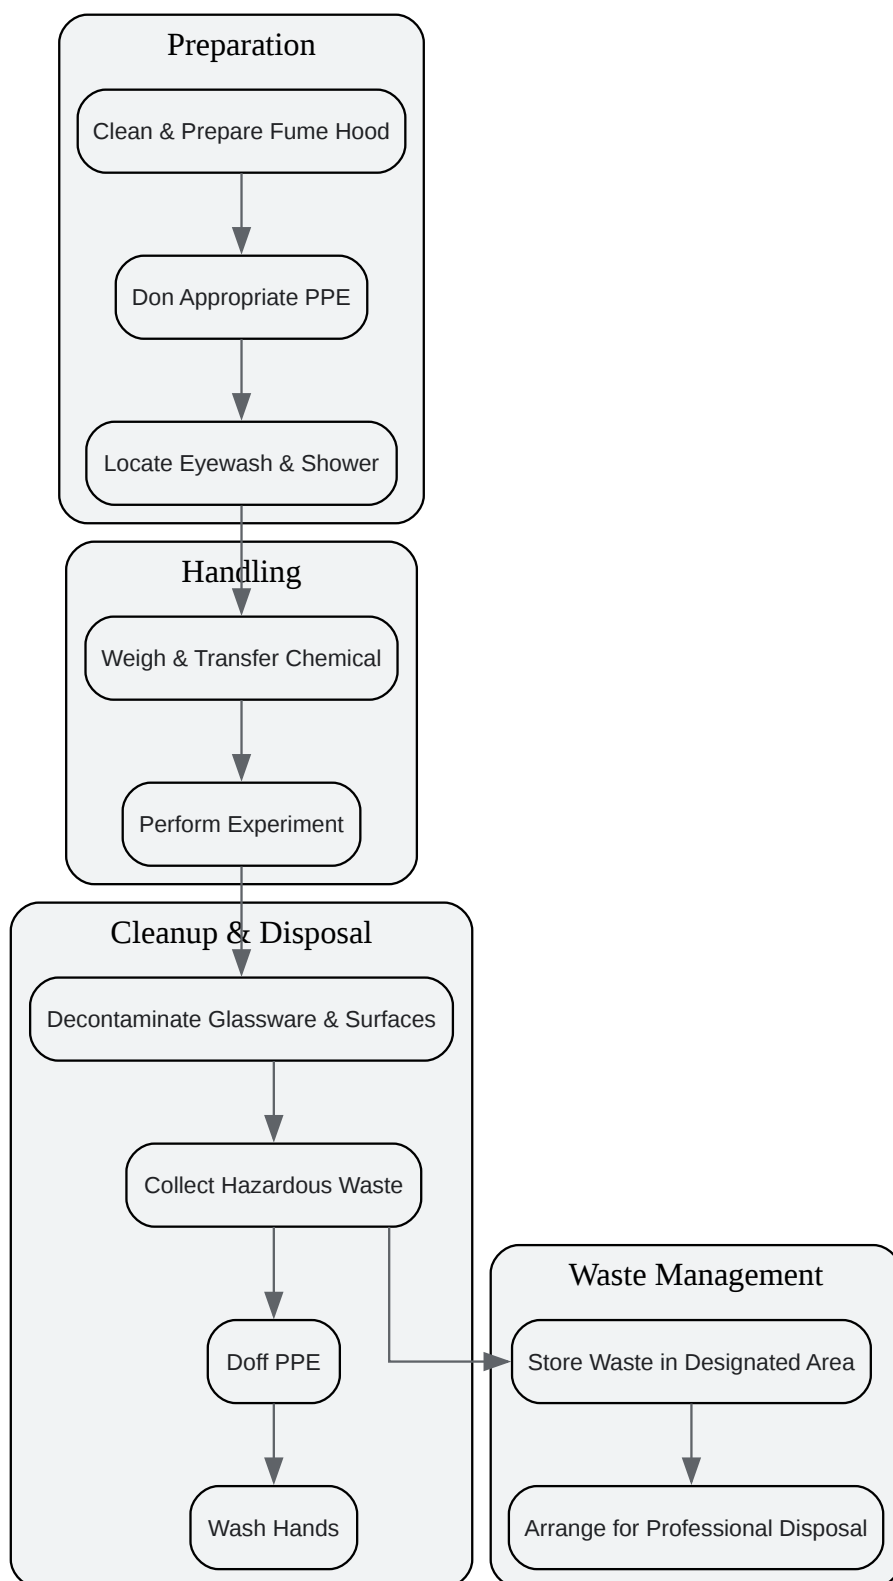 Preparation
Clean & Prepare Fume Hood
Don Appropriate PPE
Locate Eyewash & Shower
Handling
Weigh & Transfer Chemical
Perform Experiment
Cleanup & Disposal
Decontaminate Glassware & Surfaces
Collect Hazardous Waste
Doff PPE
Wash Hands
Waste Management
Store Waste in Designated Area
Arrange for Professional Disposal